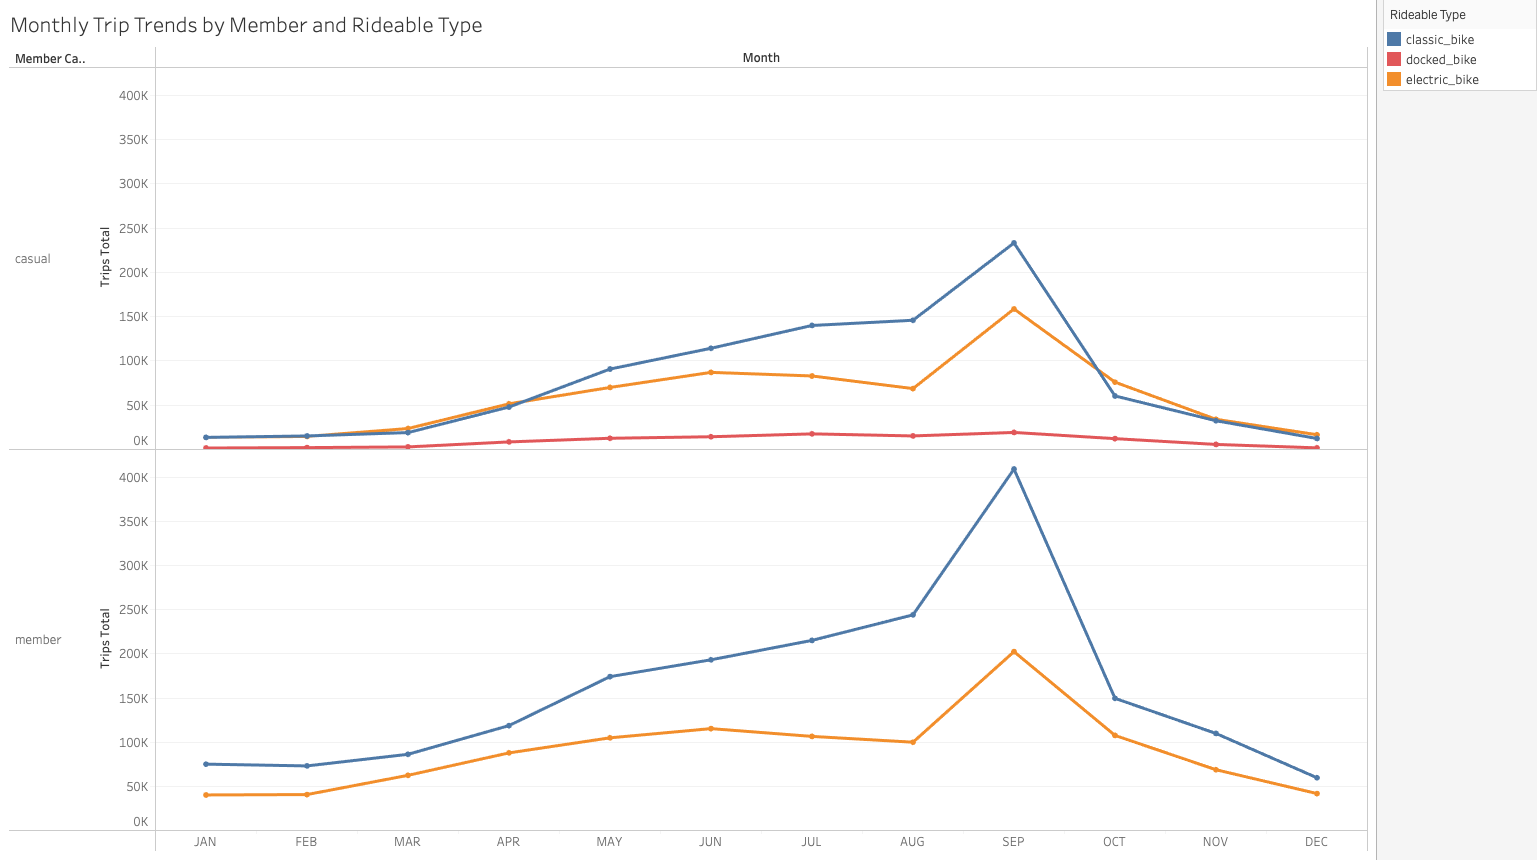 Monthly Trip Trends by Member and Rideable Type
Member Ca..
Month
400K
350K
300K
250K
200K
150K
100K
50K
0K
Trips Total
casual
400K
350K
300K
250K
200K
150K
100K
50K
0K
Trips Total
member
JAN FEB MAR APR MAY JUN JUL AUG SEP OCT NOV DEC
Rideable Type
classic_bike
docked_bike
electric_bike